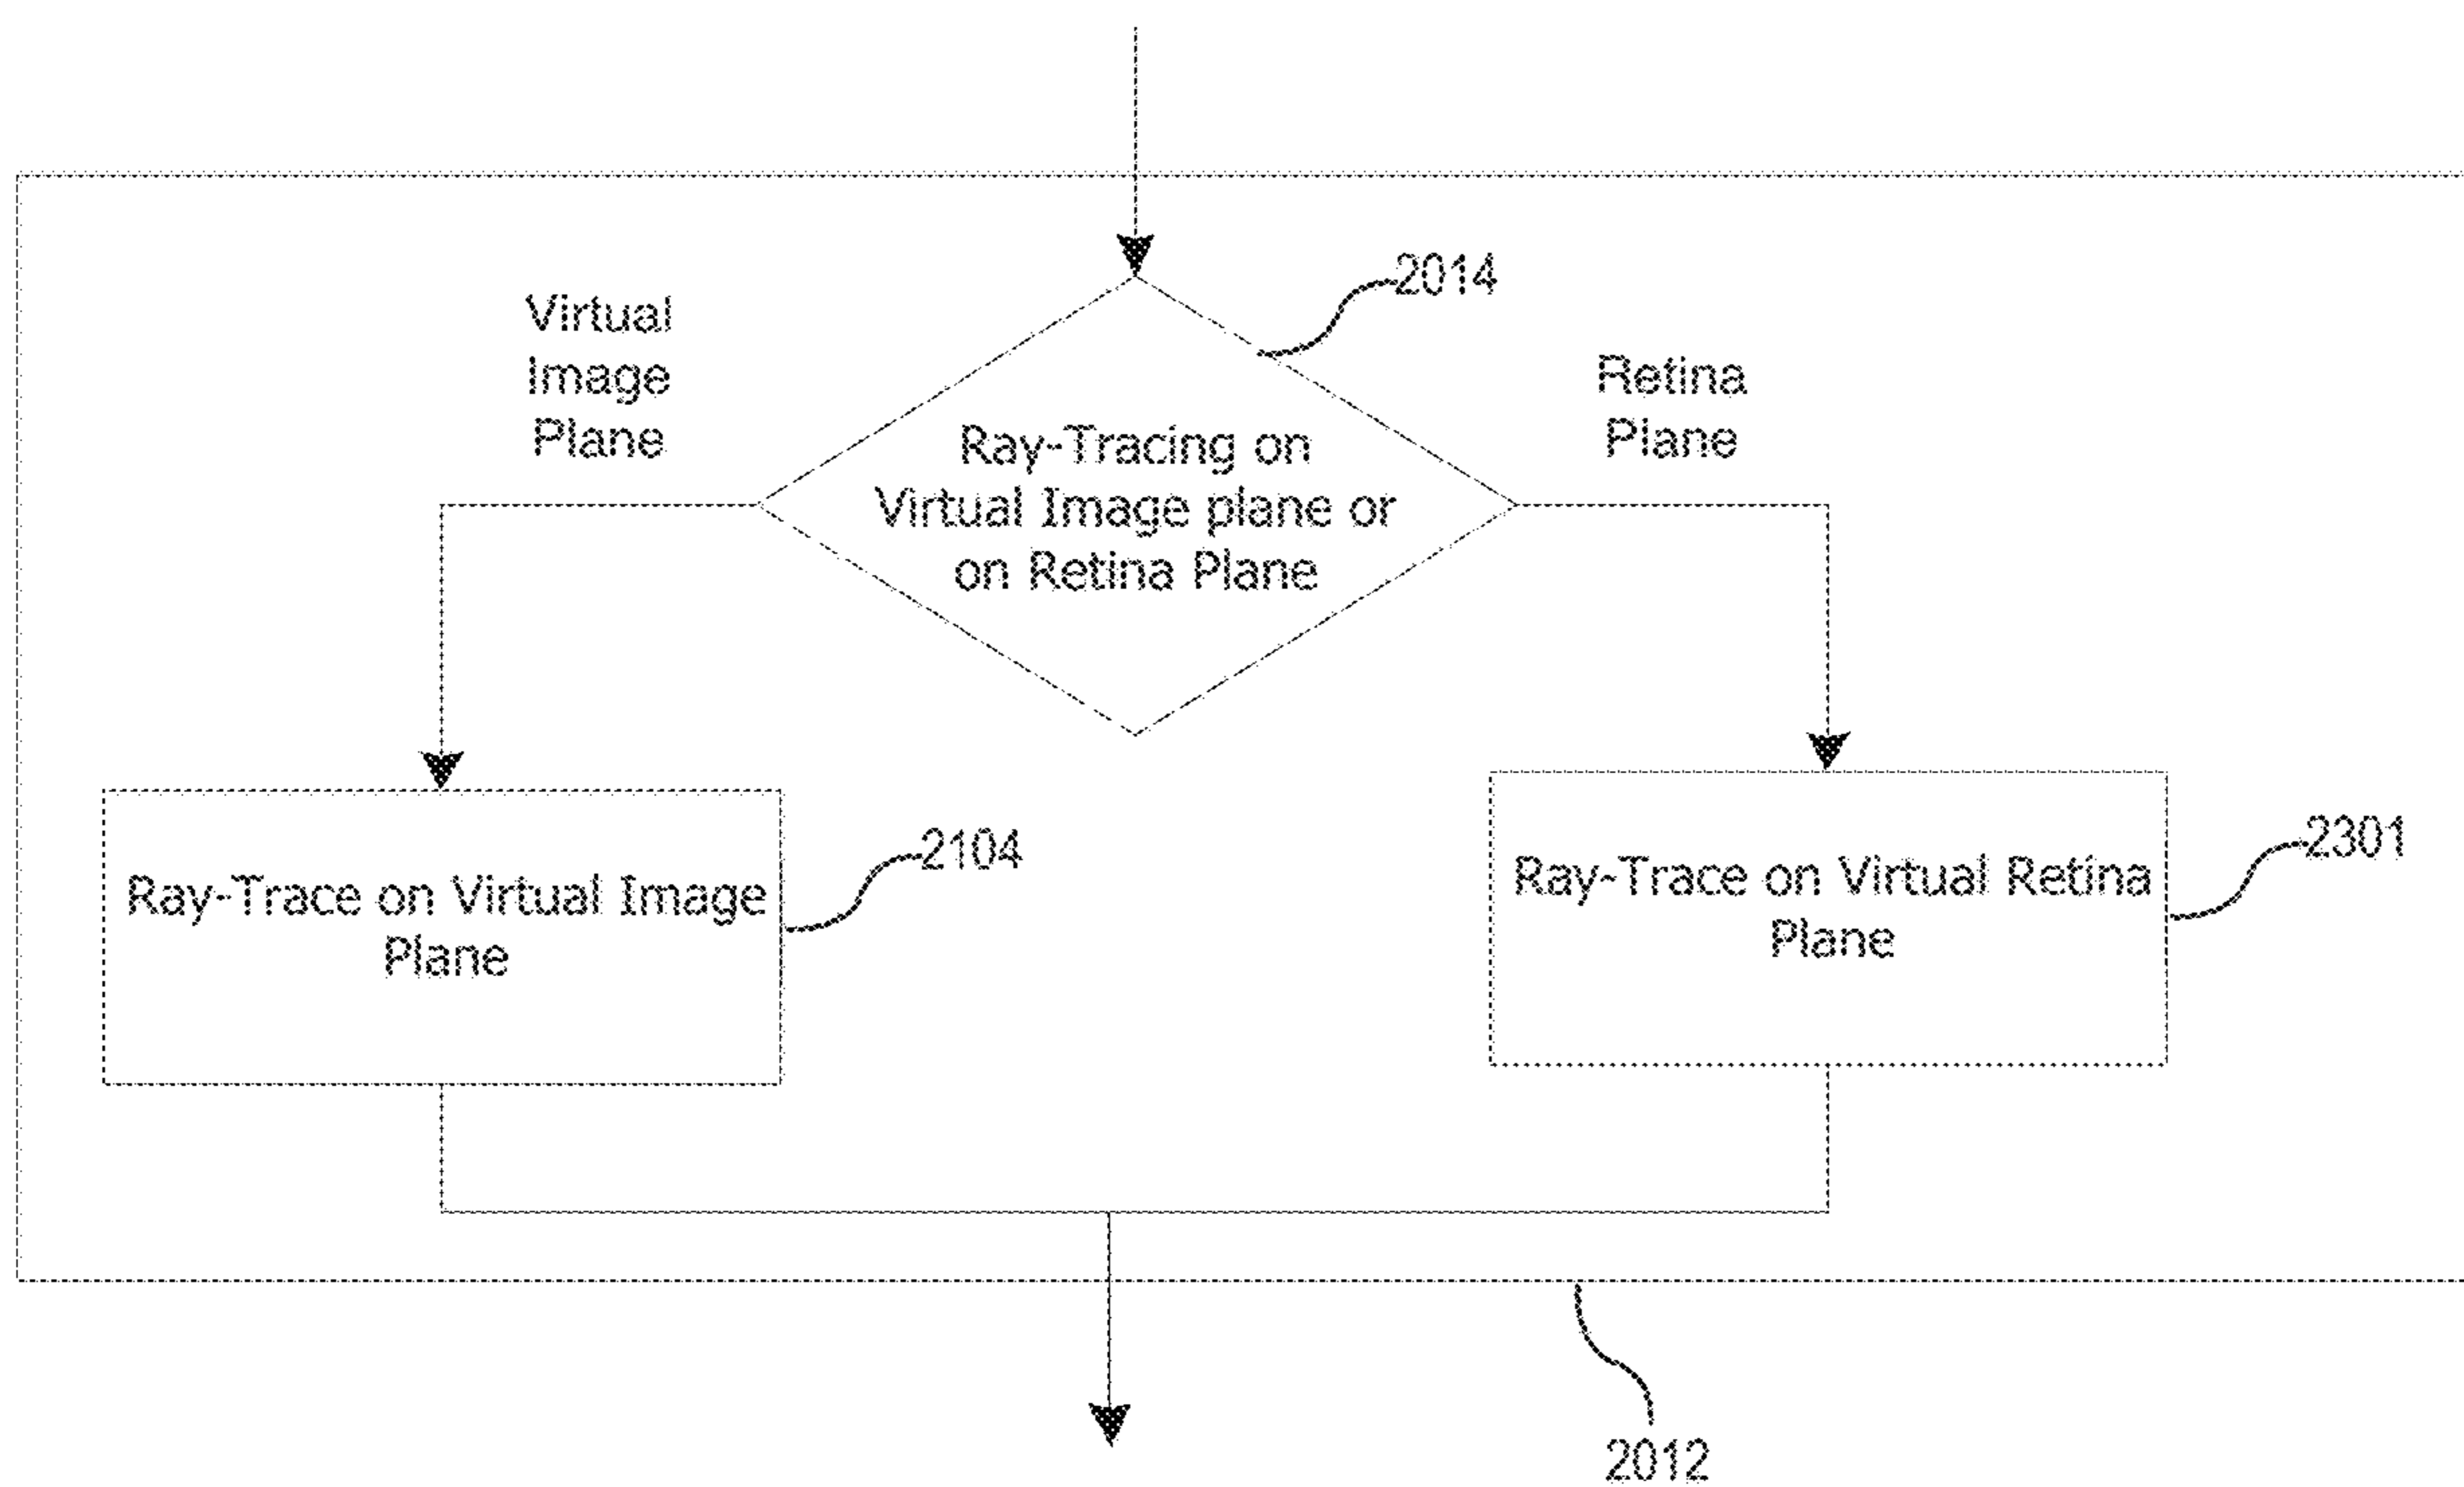 2014
Virtual
Image
Plane
Retina
Plane
Ray-Tracing on
Virtual Image plane or
on Retina Plane
2104
Ray-Trace on Virtual Image
Plane
2301
Ray-Trace on Virtual Retina
Plane
2012